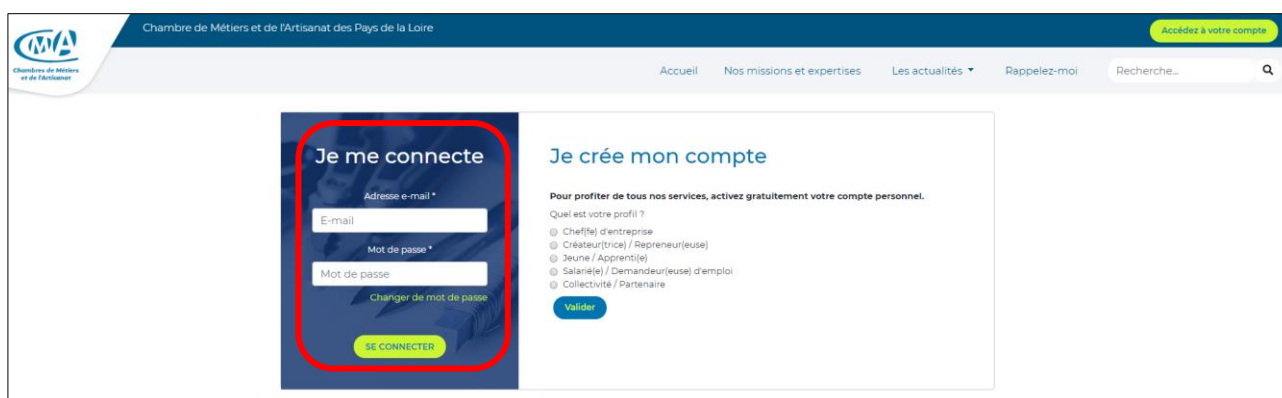 Chambre de Métiers et de l'Artisanat des Pays de la Loire
Accédez à votre compte
CMA
Chambres de Métiers
et de l'Artisanat
Accueil Nos missions et expertises Les actualités Rappelez-moi Recherche...
Je me connecte
Adresse e-mail *
E-mail
Mot de passe *
Mot de passe
Changer de mot de passe
SE CONNECTER
Je crée mon compte
Pour profiter de tous nos services, activez gratuitement votre compte personnel.
Quel est votre profil ?
Chef(fe) d'entreprise
Créateur(trice) / Repreneur(euse)
Jeune / Apprenti(e)
Salarié(e) / Demandeur(euse) d'emploi
Collectivité / Partenaire
Valider